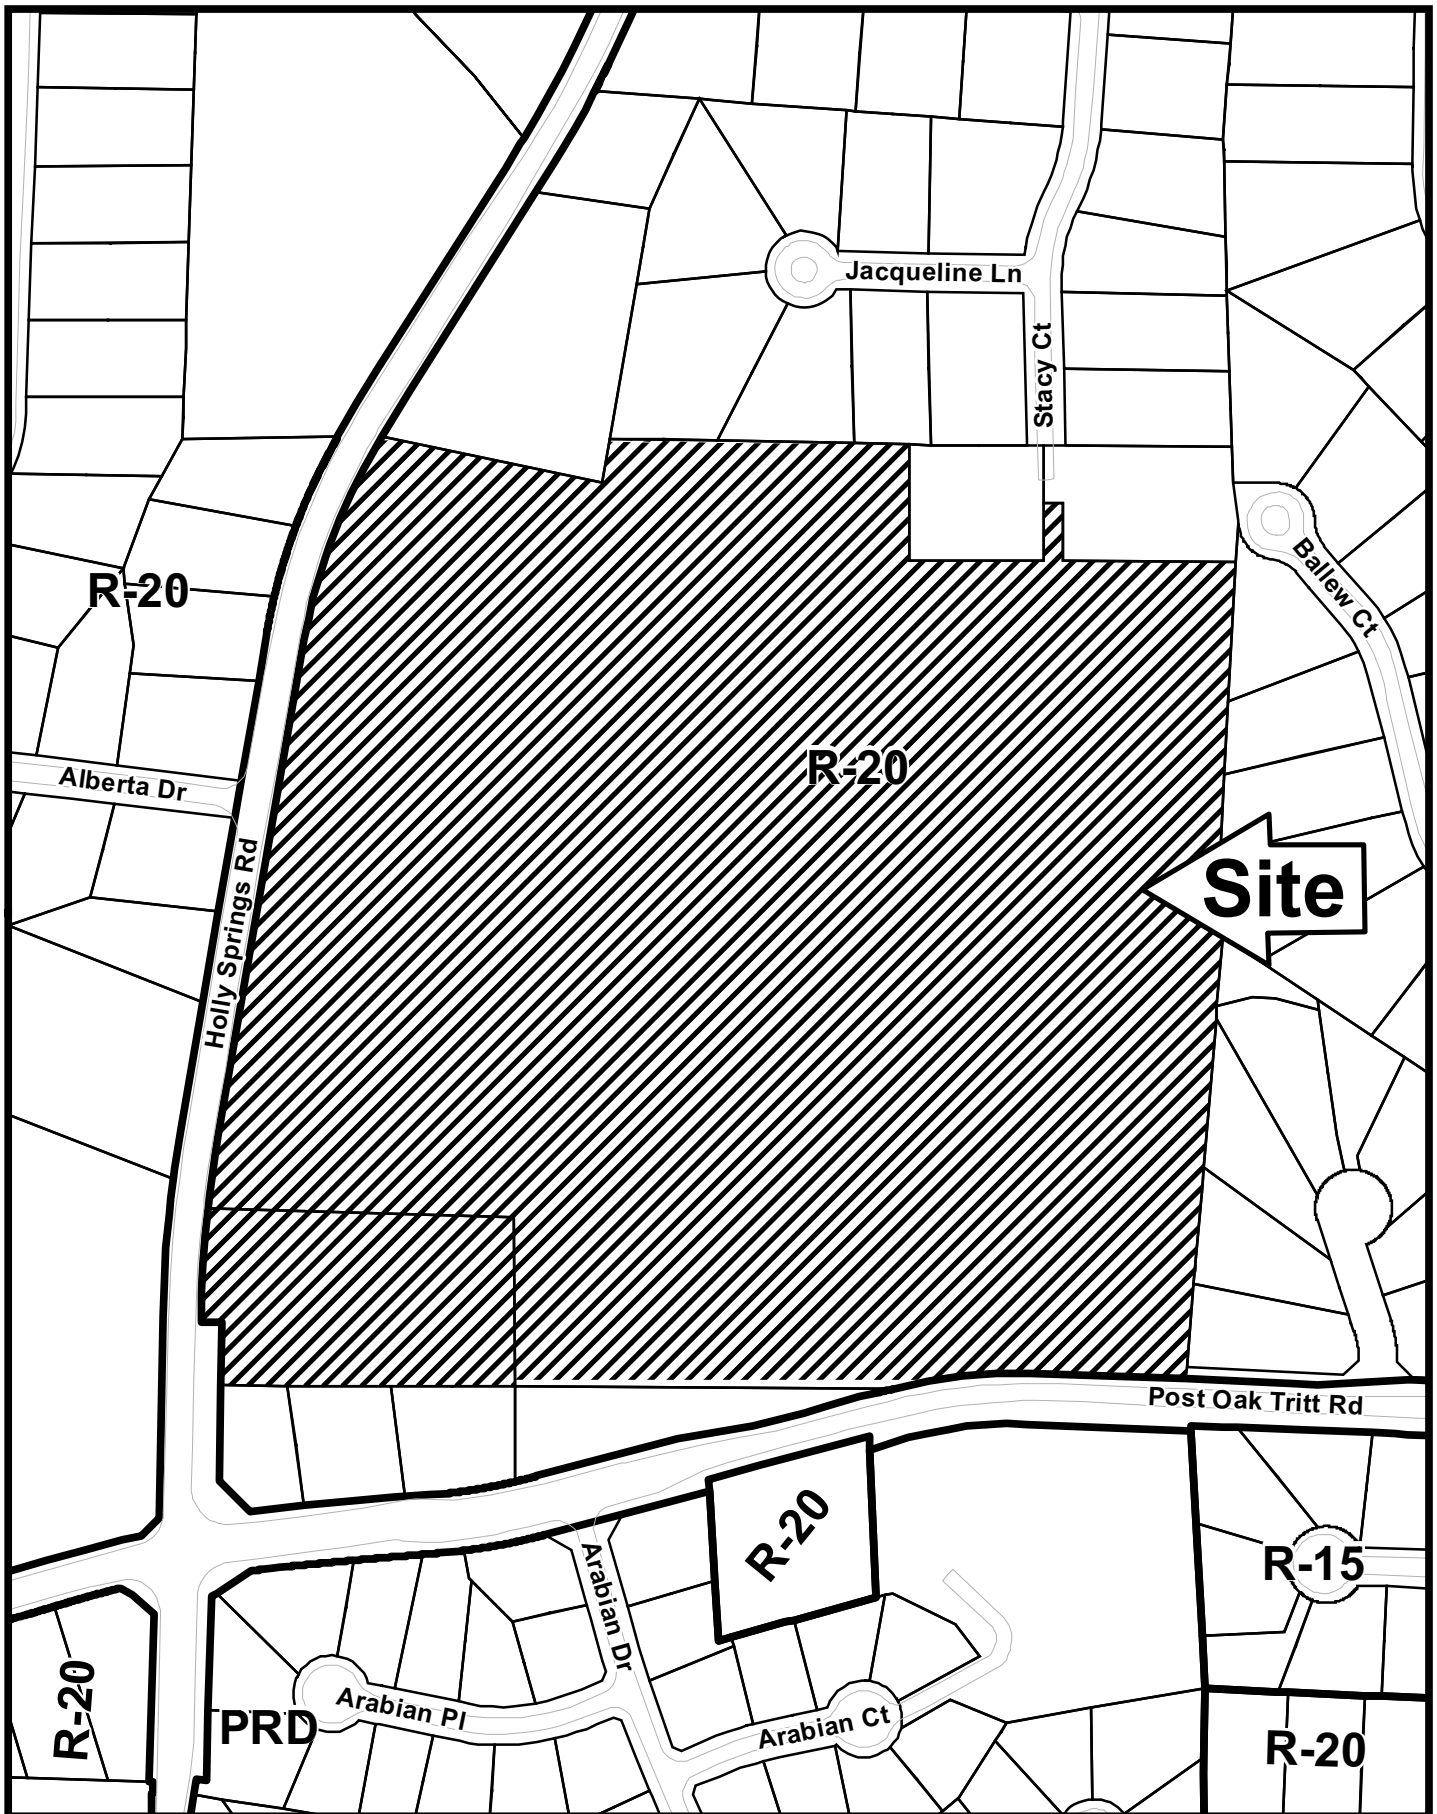 Jacqueline Ln
Stacy Ct
Ballew Ct
R-20
R-20
Alberta Dr
Site
Holly Springs Rd
Post Oak Tritt Rd
R-20
R-15
Arabian Dr
R-20
Arabian Pl
PRD
Arabian Ct
R-20